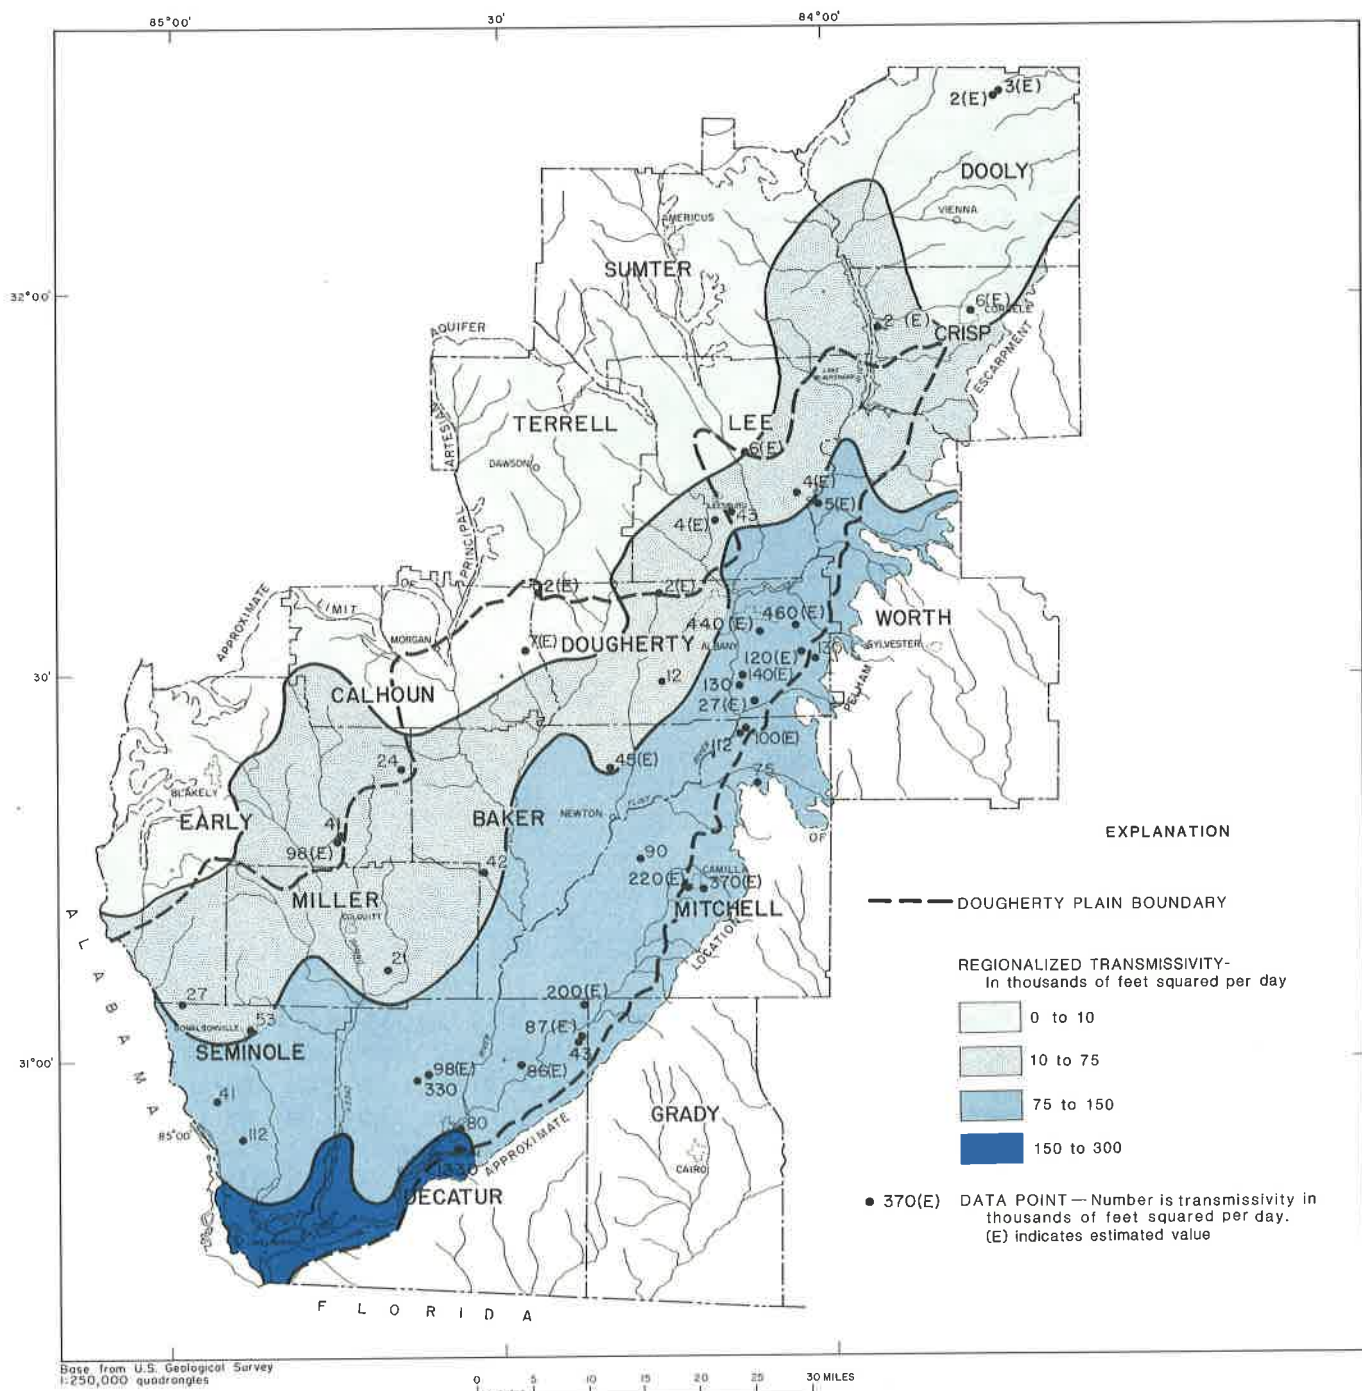 85°00'
30'
84°00'
3(E)
2(E)
DOOLY
VIENNA
AMERICUS
SUMTER
32°00'
6(E)
CORDELE
2 (E)
CRISP
AQUIFER
ESCARPMENT
ARTESIAN
TERRELL
LEE
6(E)
DAWSON
4(E)
5(E)
43
4(E)
PRINCIPAL
OF
2(E)
2(E)
LIMIT
APPROXIMATE
MORGAN
460(E)
440(E)
WORTH
SYLVESTER
7(E)
DOUGHERTY
ALBANY
120(E)
130
30'
CALHOUN
12
140(E)
130
27(E)
PELHAM
112
100(E)
24
45(E)
75
BLAKELY
EARLY
BAKER
NEWTON
FLINT
OF
41
98(E)
EXPLANATION
90
42
CAMILLA
220(E)
370(E)
MILLER
COLQUITT
MITCHELL
DOUGHERTY PLAIN BOUNDARY
LOCATION
21
REGIONALIZED TRANSMISSIVITY-
In thousands of feet squared per day
27
200(E)
0 to 10
DONALSONVILLE
53
87(E)
43
SEMINOLE
31°00'
98(E)
330
86(E)
10 to 75
41
75 to 150
GRADY
112
80
85°00'
150 to 300
APPROXIMATE
CAIRO
1330
DECATUR
370(E)
DATA POINT — Number is transmissivity in
thousands of feet squared per day.
(E) indicates estimated value
ALABAMA
FLORIDA
Base from U.S. Geological Survey
1:250,000 quadrangles
0 5 10 15 20 25 30 MILES